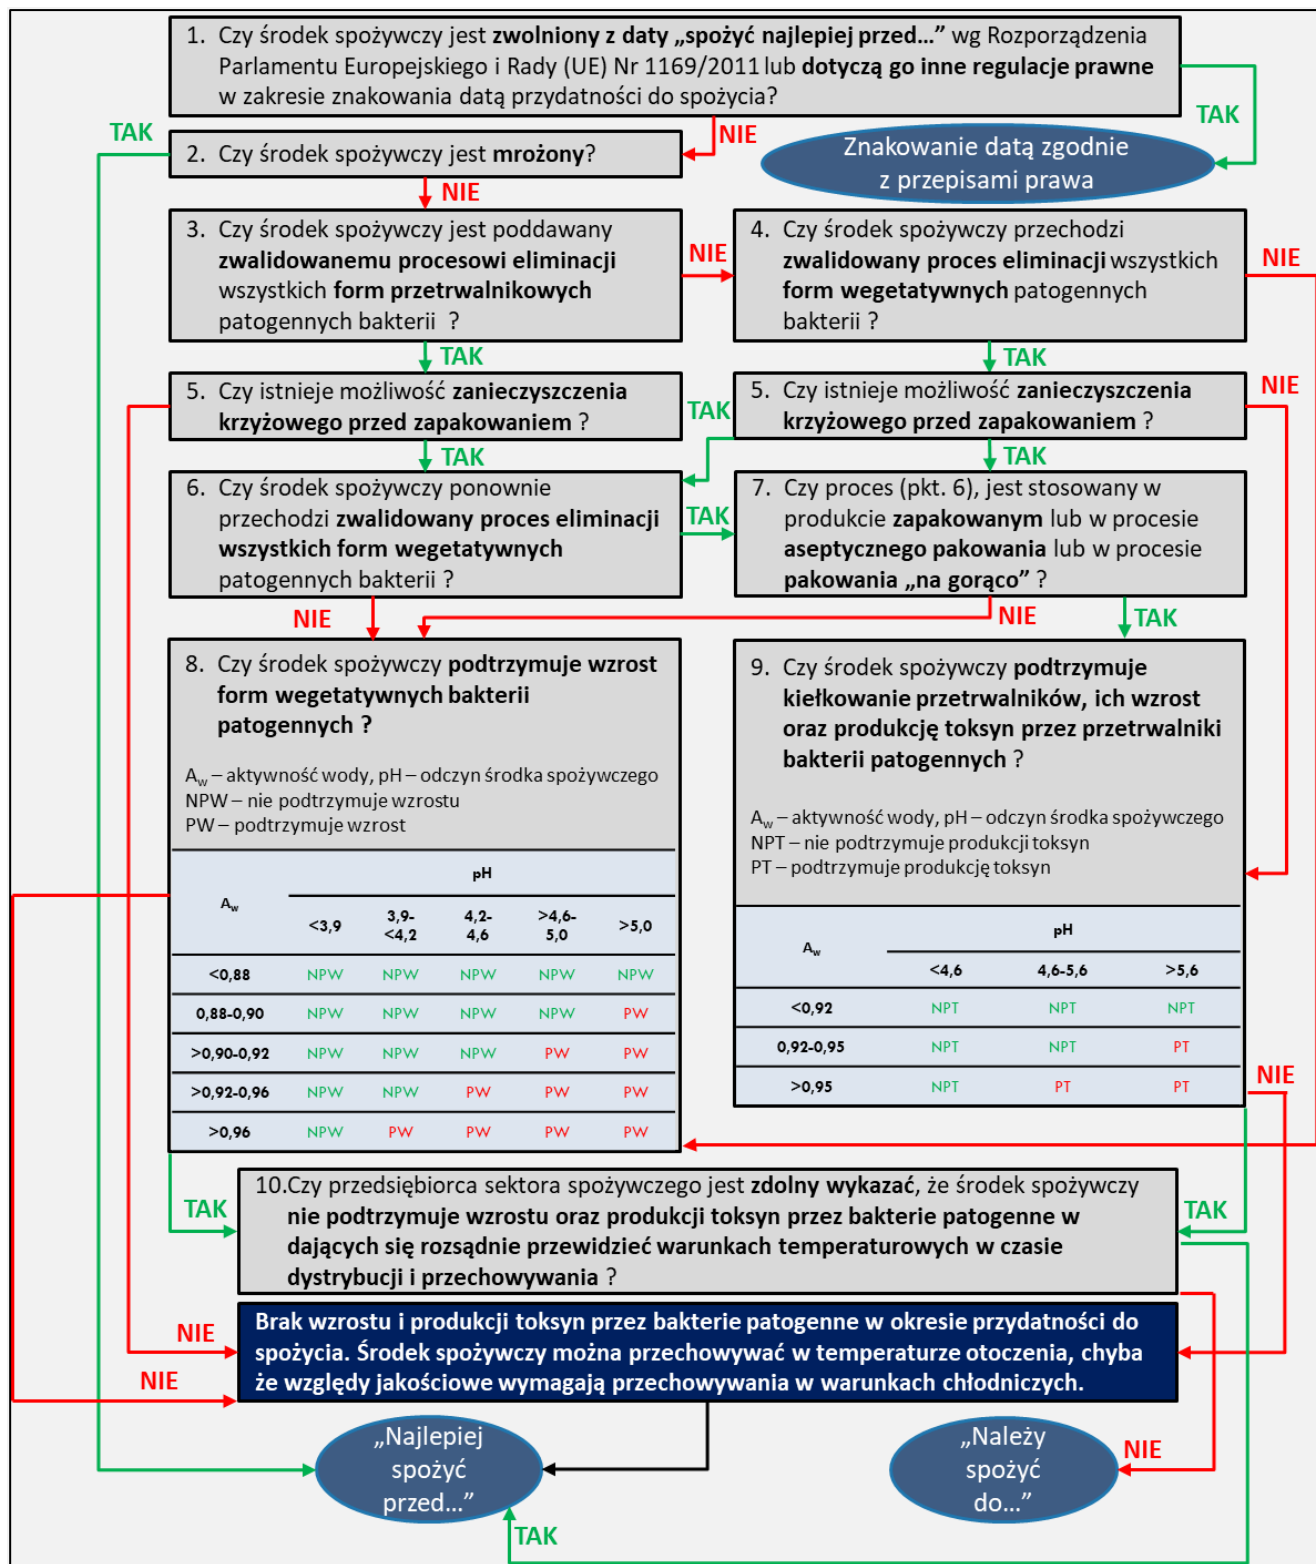 1. Czy środek spożywczy jest zwolniony z daty „spożyć najlepiej przed…” wg Rozporządzenia
Parlamentu Europejskiego i Rady (UE) Nr 1169/2011 lub dotyczą go inne regulacje prawne
w zakresie znakowania datą przydatności do spożycia?
TAK
NIE
TAK
2. Czy środek spożywczy jest mrożony?
Znakowanie datą zgodnie
z przepisami prawa
NIE
3. Czy środek spożywczy jest poddawany
zwalidowanemu procesowi eliminacji
wszystkich form przetrwalnikowych
patogennych bakterii ?
NIE
4. Czy środek spożywczy przechodzi
zwalidowany proces eliminacji wszystkich
form wegetatywnych patogennych
bakterii ?
NIE
TAK
TAK
5. Czy istnieje możliwość zanieczyszczenia
krzyżowego przed zapakowaniem ?
TAK
5. Czy istnieje możliwość zanieczyszczenia
krzyżowego przed zapakowaniem ?
NIE
TAK
TAK
6. Czy środek spożywczy ponownie
przechodzi zwalidowany proces eliminacji
wszystkich form wegetatywnych
patogennych bakterii ?
TAK
7. Czy proces (pkt. 6), jest stosowany w
produkcie zapakowanym lub w procesie
aseptycznego pakowania lub w procesie
pakowania „na gorąco” ?
NIE
NIE
TAK
8. Czy środek spożywczy podtrzymuje wzrost
form wegetatywnych bakterii
patogennych ?
Aw – aktywność wody, pH – odczyn środka spożywczego
NPW – nie podtrzymuje wzrostu
PW – podtrzymuje wzrost
Aw pH
<3,9 3,9-<4,2 4,2-4,6 >4,6-5,0 >5,0
<0,88 NPW NPW NPW NPW NPW
0,88-0,90 NPW NPW NPW NPW PW
>0,90-0,92 NPW NPW NPW PW PW
>0,92-0,96 NPW NPW PW PW PW
>0,96 NPW PW PW PW PW
9. Czy środek spożywczy podtrzymuje
kiełkowanie przetrwalników, ich wzrost
oraz produkcję toksyn przez przetrwalniki
bakterii patogennych ?
Aw – aktywność wody, pH – odczyn środka spożywczego
NPT – nie podtrzymuje produkcji toksyn
PT – podtrzymuje produkcję toksyn
Aw pH
<4,6 4,6-5,6 >5,6
<0,92 NPT NPT NPT
0,92-0,95 NPT NPT PT
>0,95 NPT PT PT
NIE
TAK
10.Czy przedsiębiorca sektora spożywczego jest zdolny wykazać, że środek spożywczy
nie podtrzymuje wzrostu oraz produkcji toksyn przez bakterie patogenne w
dających się rozsądnie przewidzieć warunkach temperaturowych w czasie
dystrybucji i przechowywania ?
TAK
NIE
NIE
Brak wzrostu i produkcji toksyn przez bakterie patogenne w okresie przydatności do
spożycia. Środek spożywczy można przechowywać w temperaturze otoczenia, chyba
że względy jakościowe wymagają przechowywania w warunkach chłodniczych.
„Najlepiej
spożyć
przed…”
„Należy
spożyć
do…”
NIE
TAK